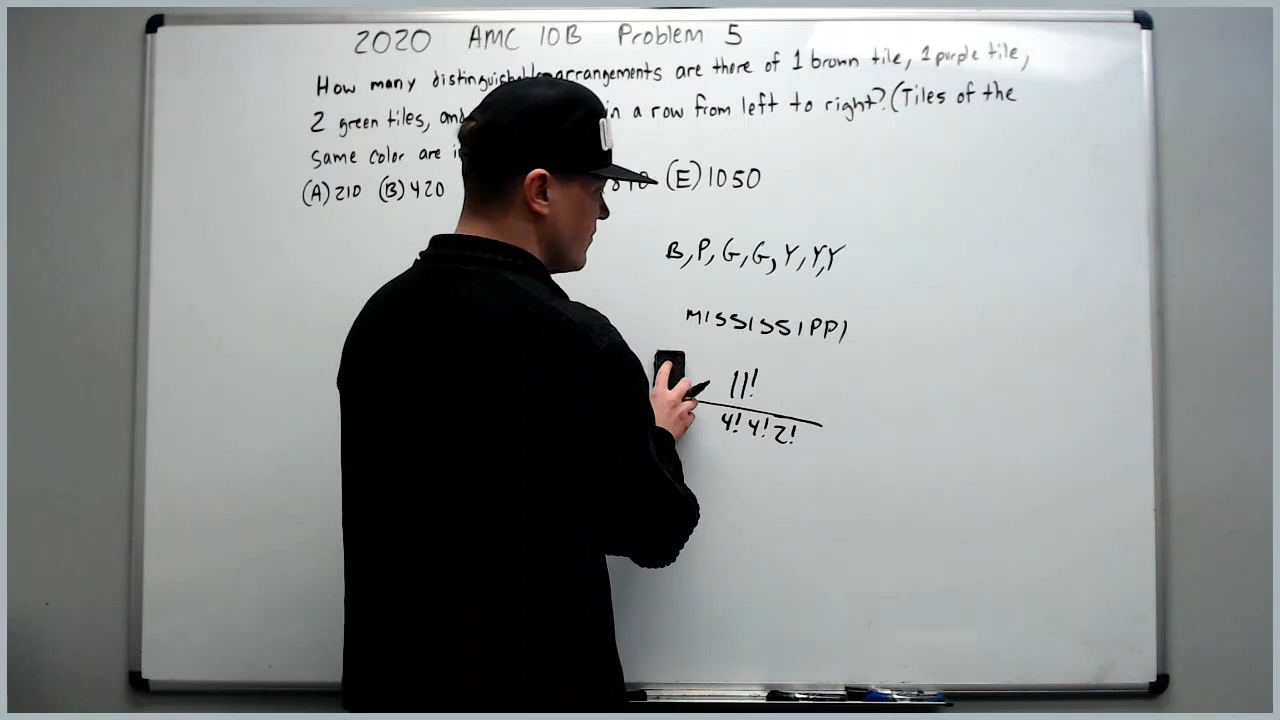 2020 AMC 10B Problem 5
How many distinguishable arrangements are there of 1 brown tile, 1 purple tile,
2 green tiles, and in a row from left to right? (Tiles of the
same color are
(A) 210 (B) 420 (E) 1050
B, P, G, G, Y, Y, Y
MISSISSIPPI
11!
4! 4! 2!